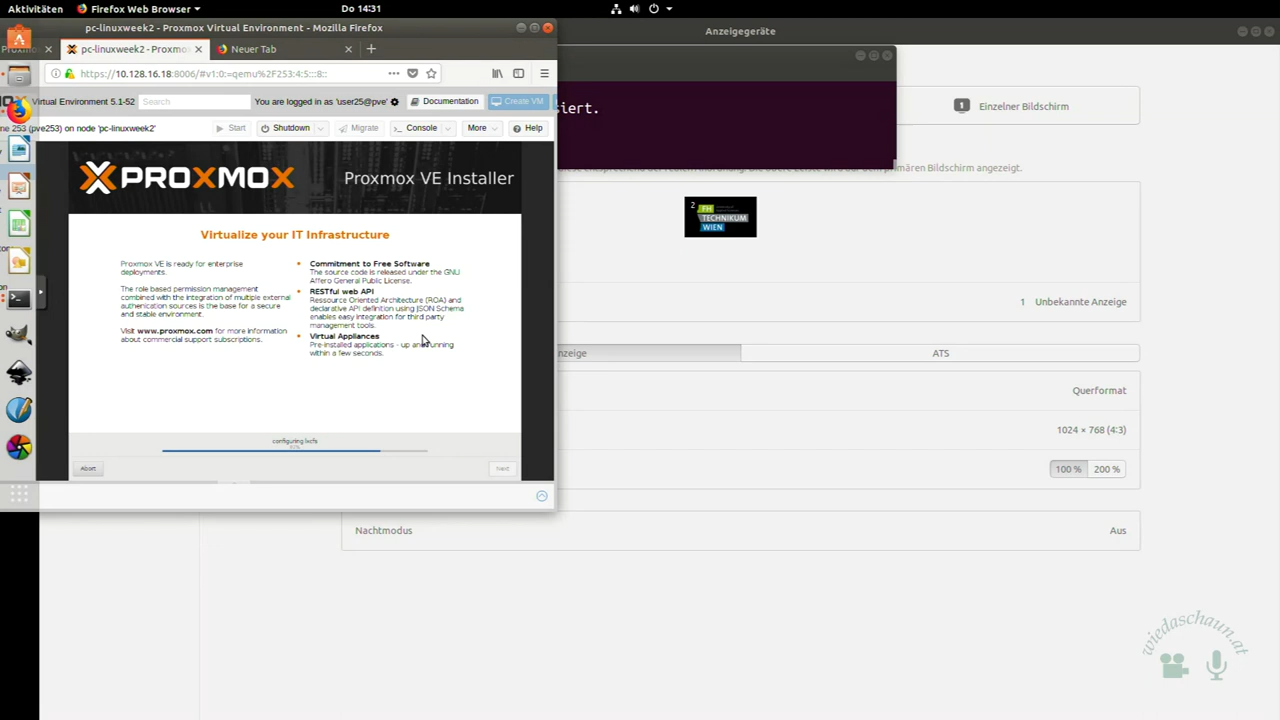 Aktivitäten Firefox Web Browser Do 14:31
pc-linuxweek2 - Proxmox Virtual Environment - Mozilla Firefox
Anzeigegeräte
pc-linuxweek2 - Proxmo
Neuer Tab
https://10.128.16.18:8006/#v1:0:=qemu%2F253:4:5:::8::
Virtual Environment 5.1-52 Search You are logged in as 'user25@pve' Documentation Create VM
siert.
1 Einzelner Bildschirm
ne 253 (pve253) on node 'pc-linuxweek2' Start Shutdown Migrate Console More Help
primären Bildschirm angezeigt.
PROXMOX
Proxmox VE Installer
2 FH TECHNIKUM WIEN
Virtualize your IT Infrastructure
Proxmox VE is ready for enterprise
deployments.
The role based permission management
combined with the integration of multiple external
authentication sources is the base for a secure
and stable environment.
Visit www.proxmox.com for more information
about commercial support subscriptions.
Commitment to Free Software
The source code is released under the GNU
Affero General Public License.
RESTful web API
Ressource Oriented Architecture (ROA) and
declarative API definition using JSON Schema
enables easy integration for third party
management tools.
Virtual Appliances
Pre-installed applications - up and running
within a few seconds.
1 Unbekannte Anzeige
nzeige
ATS
Querformat
1024 × 768 (4:3)
configuring lxcfs
Abort
Next
100 % 200 %
Nachtmodus Aus
wiedaschaun.at